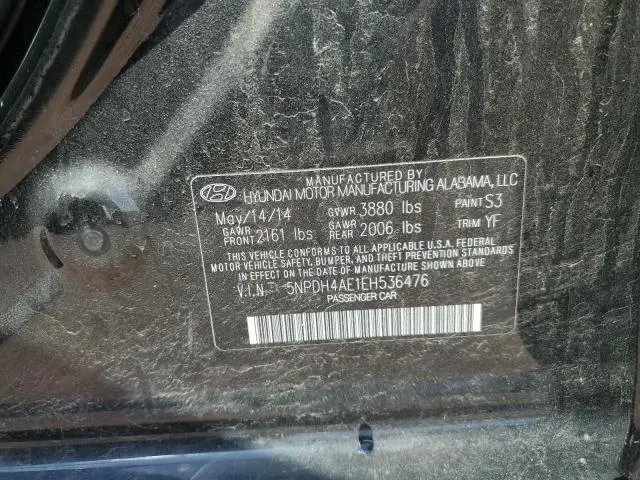 MANUFACTURED BY
HYUNDAI MOTOR MANUFACTURING ALABAMA, LLC
May/14/14 GVWR 3880 lbs PAINT S3
GAWR FRONT 2161 lbs GAWR REAR 2006 lbs TRIM YF
THIS VEHICLE CONFORMS TO ALL APPLICABLE U.S.A. FEDERAL
MOTOR VEHICLE SAFETY, BUMPER, AND THEFT PREVENTION STANDARDS
IN EFFECT ON THE DATE OF MANUFACTURE SHOWN ABOVE.
V.I.N. : 5NPDH4AE1EH536476
PASSENGER CAR